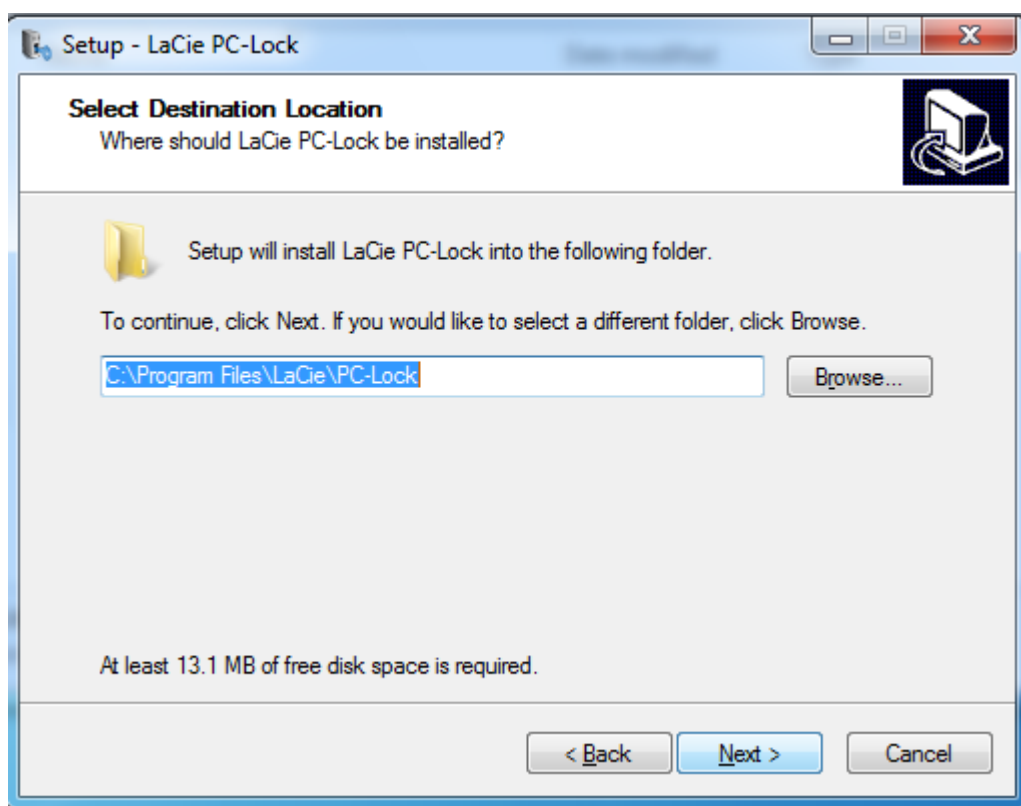 Setup - LaCie PC-Lock
Select Destination Location
Where should LaCie PC-Lock be installed?
Setup will install LaCie PC-Lock into the following folder.
To continue, click Next. If you would like to select a different folder, click Browse.
C:\Program Files\LaCie\PC-Lock
Browse...
At least 13.1 MB of free disk space is required.
< Back
Next >
Cancel